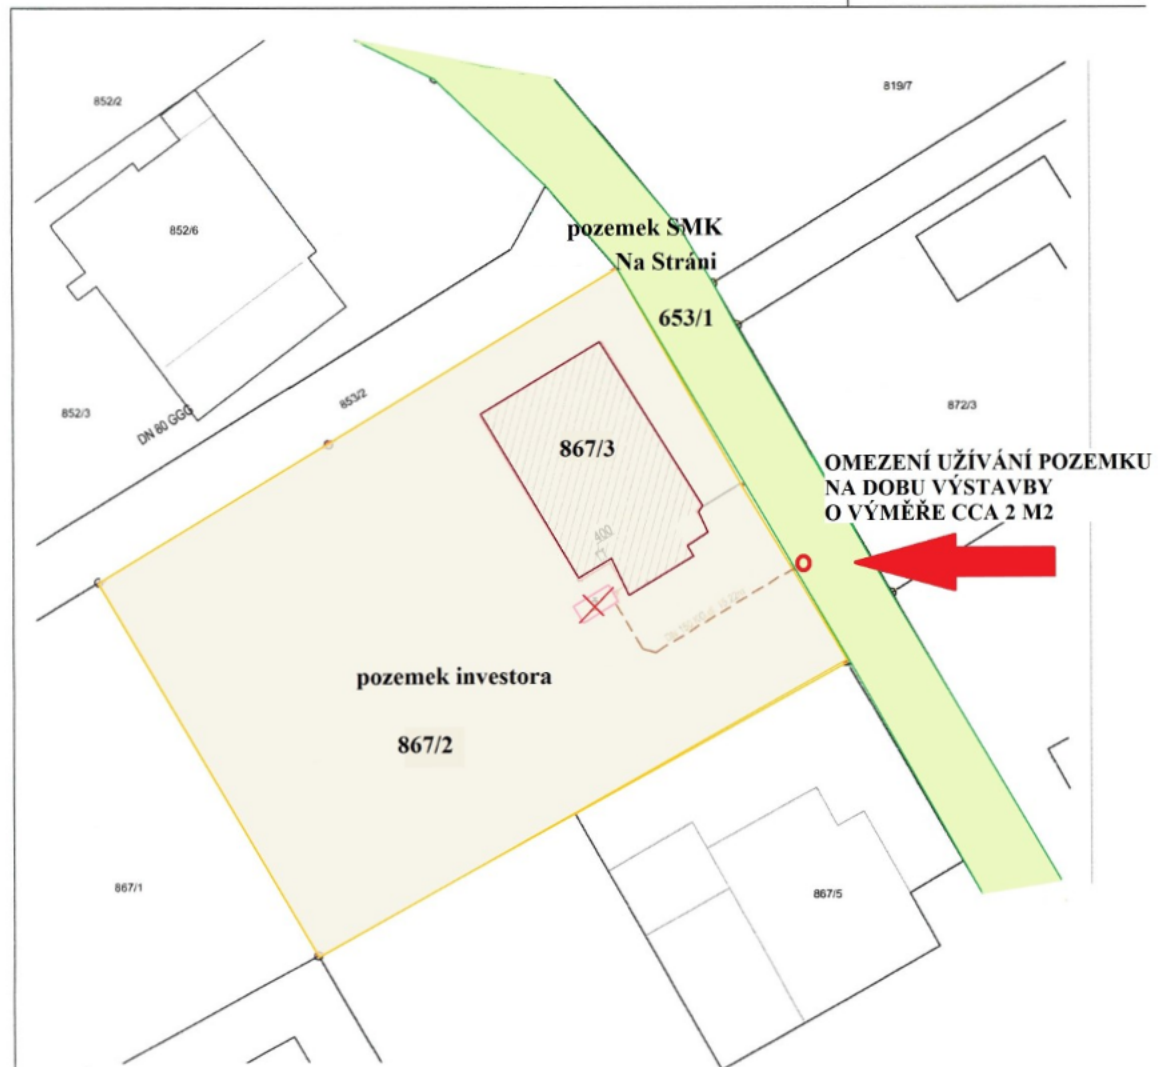 852/2
819/7
852/6
pozemek SMK
Na Stráni
653/1
852/3
DN 80 GGG
853/2
872/3
867/3
OMEZENÍ UŽÍVÁNÍ POZEMKU
NA DOBU VÝSTAVBY
O VÝMĚŘE CCA 2 M2
400
pozemek investora
867/2
867/1
867/5